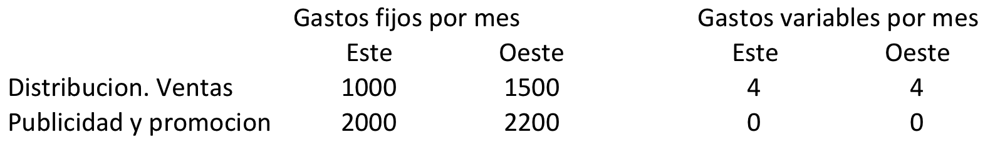 Gastos fijos por mes Gastos variables por mes
Este Oeste Este Oeste
Distribucion. Ventas 1000 1500 4 4
Publicidad y promocion 2000 2200 0 0